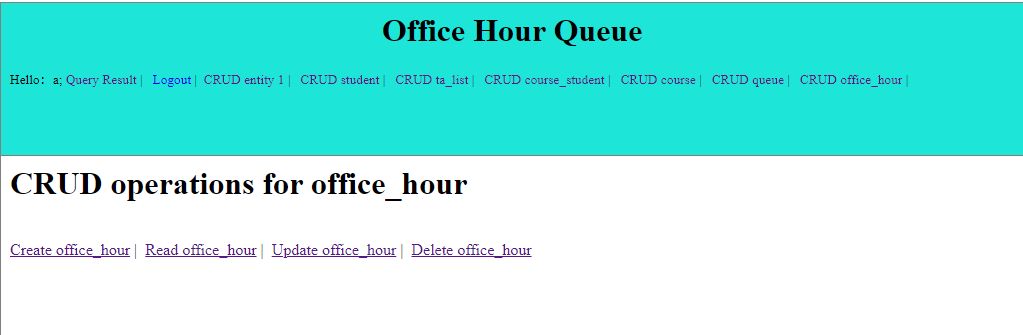 Office Hour Queue
Hello： a; Query Result | Logout | CRUD entity 1 | CRUD student | CRUD ta_list | CRUD course_student | CRUD course | CRUD queue | CRUD office_hour |
CRUD operations for office_hour
Create office_hour | Read office_hour | Update office_hour | Delete office_hour